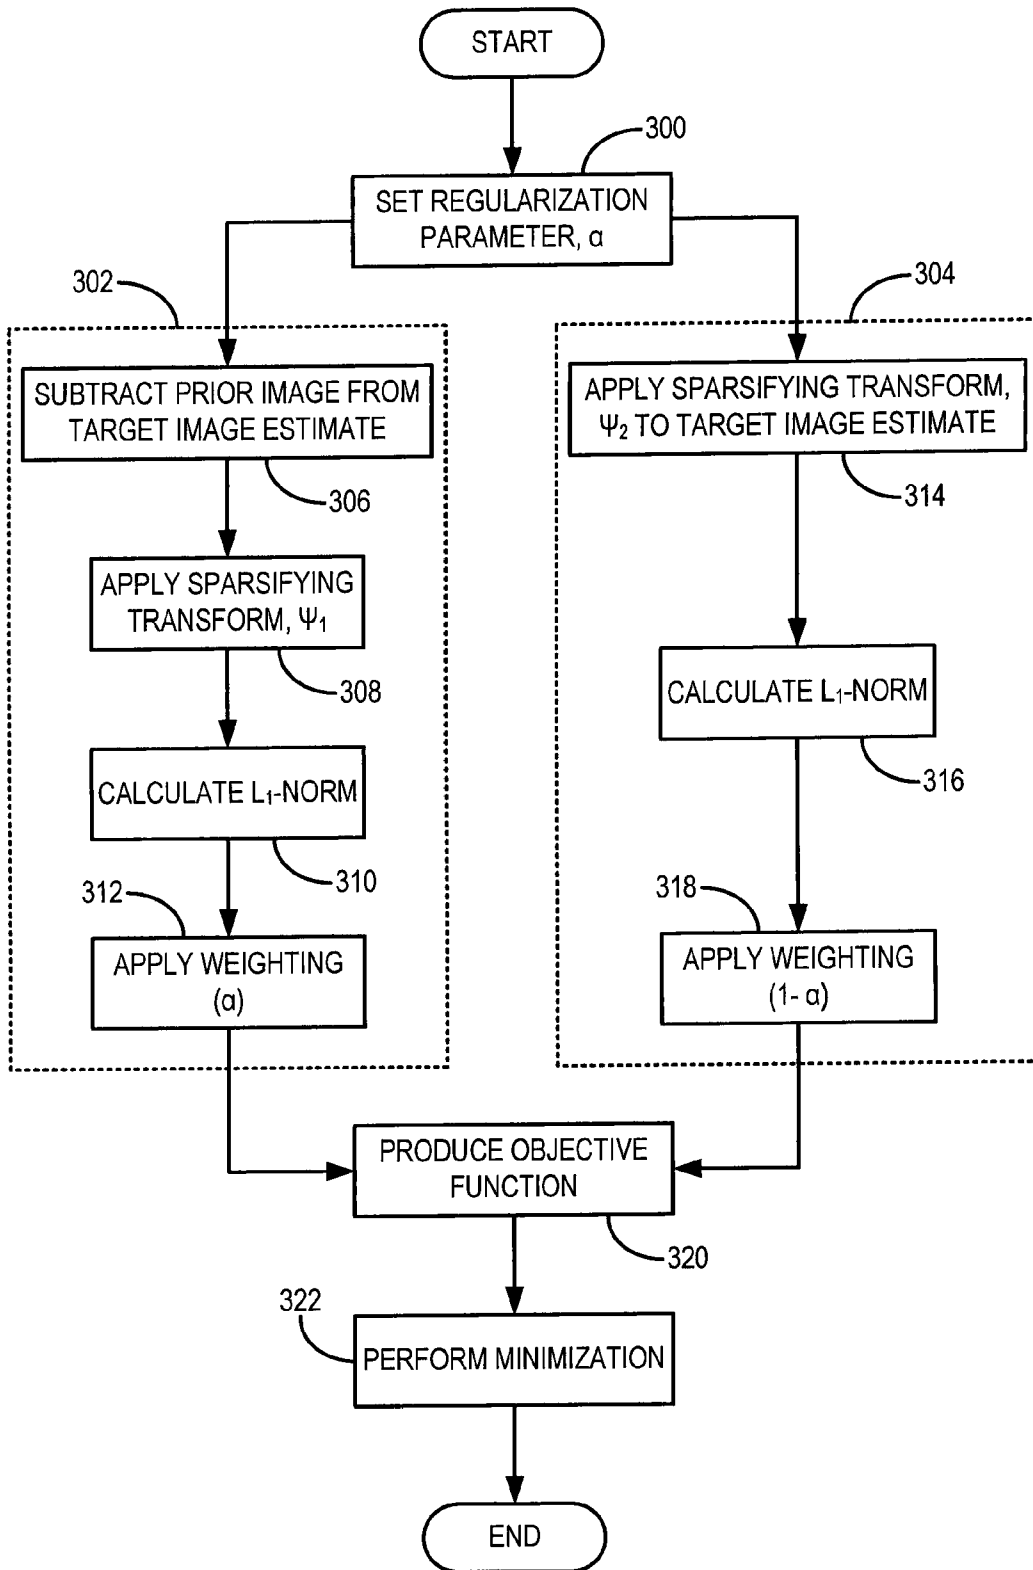 START
300
SET REGULARIZATION
PARAMETER, α
302
304
SUBTRACT PRIOR IMAGE FROM
TARGET IMAGE ESTIMATE
306
APPLY SPARSIFYING
TRANSFORM, Ψ₁
308
CALCULATE L₁-NORM
310
312
APPLY WEIGHTING
(α)
APPLY SPARSIFYING TRANSFORM,
Ψ₂ TO TARGET IMAGE ESTIMATE
314
CALCULATE L₁-NORM
316
318
APPLY WEIGHTING
(1- α)
PRODUCE OBJECTIVE
FUNCTION
320
322
PERFORM MINIMIZATION
END